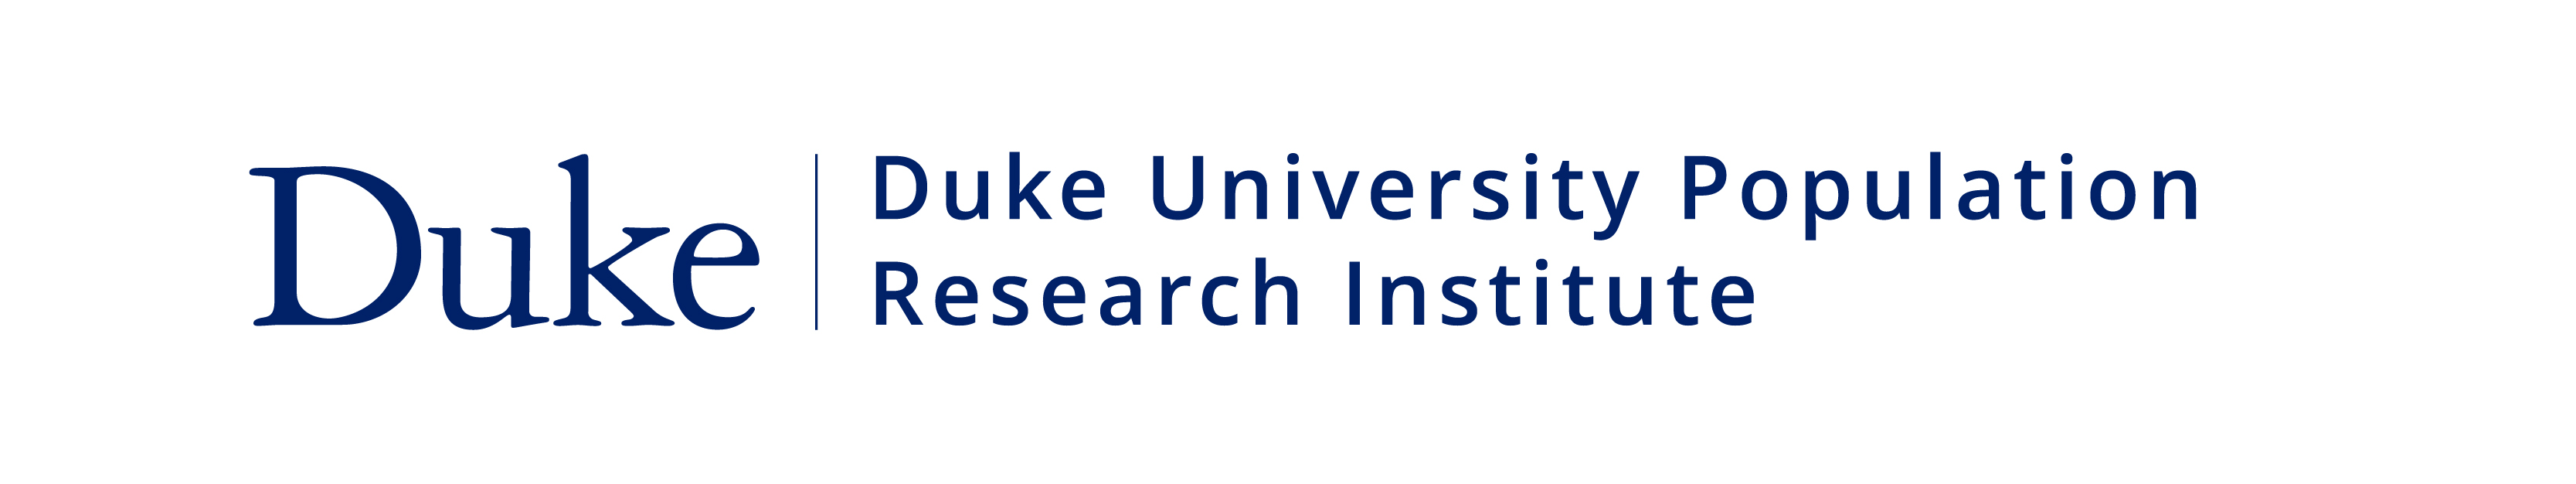 Duke
Duke University Population
Research Institute